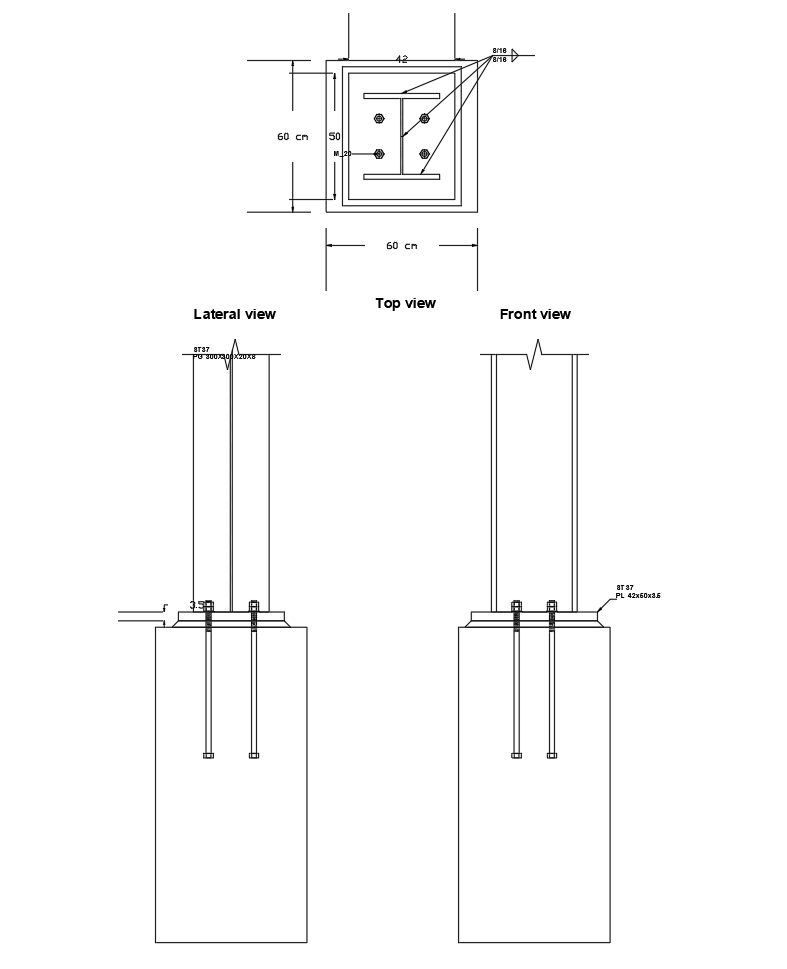 42
8/16
8/16
60 cm
50
M_20
60 cm
Top view
Lateral view
Front view
ST37
PG 300X300X20X8
3.5
ST37
PL 42x50x3.5